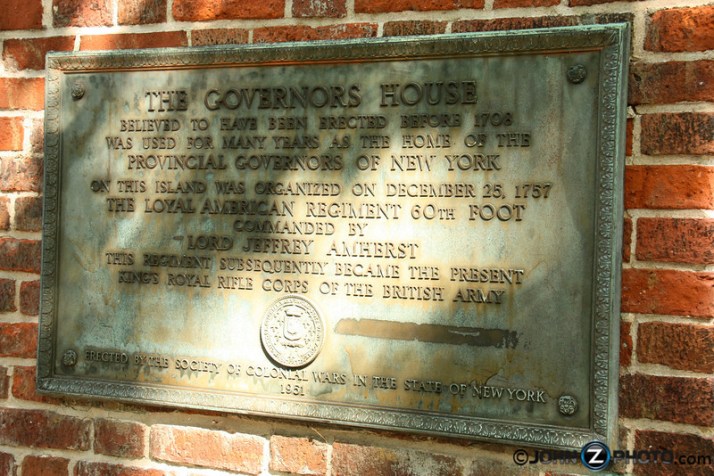 THE GOVERNORS HOUSE
BELIEVED TO HAVE BEEN ERECTED BEFORE 1708
WAS USED FOR MANY YEARS AS THE HOME OF THE
PROVINCIAL GOVERNORS OF NEW YORK
ON THIS ISLAND WAS ORGANIZED ON DECEMBER 25, 1757
THE LOYAL AMERICAN REGIMENT 60TH FOOT
COMMANDED BY
LORD JEFFREY AMHERST
THIS REGIMENT SUBSEQUENTLY BECAME THE PRESENT
KING'S ROYAL RIFLE CORPS OF THE BRITISH ARMY
ERECTED BY THE SOCIETY OF COLONIAL WARS IN THE STATE OF NEW YORK
1931
©JOHNZPHOTO.com